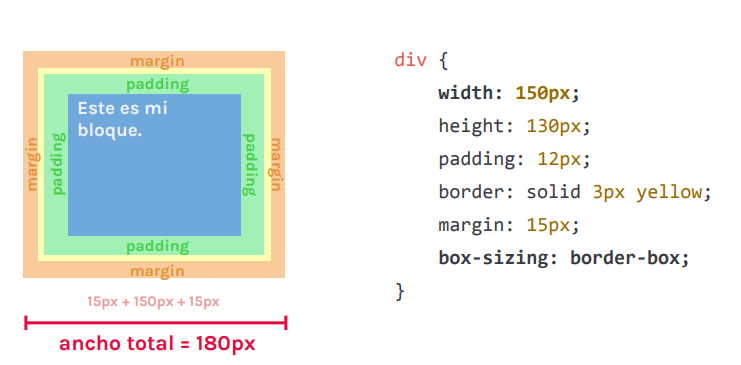 margin
padding
Este es mi
bloque.
margin
padding
padding
margin
padding
margin
15px + 150px + 15px
ancho total = 180px
div {
width: 150px;
height: 130px;
padding: 12px;
border: solid 3px yellow;
margin: 15px;
box-sizing: border-box;
}